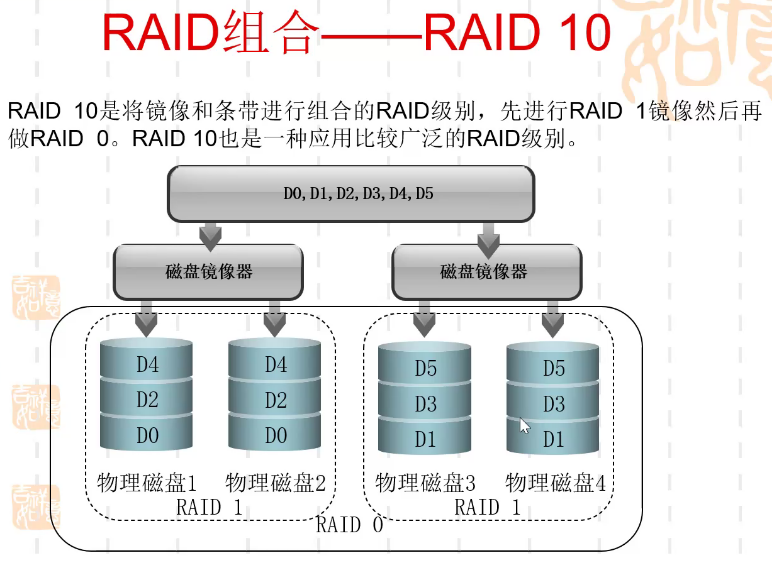 RAID组合——RAID 10
RAID 10是将镜像和条带进行组合的RAID级别，先进行RAID 1镜像然后再
做RAID 0。RAID 10也是一种应用比较广泛的RAID级别。
D0,D1,D2,D3,D4,D5
磁盘镜像器 磁盘镜像器
D4 D4 D5 D5
D2 D2 D3 D3
D0 D0 D1 D1
物理磁盘1 物理磁盘2 物理磁盘3 物理磁盘4
RAID 1 RAID 1
RAID 0